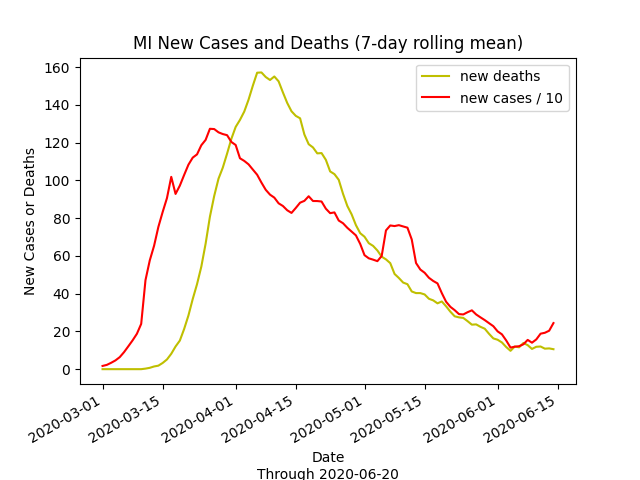 MI New Cases and Deaths (7-day rolling mean)
new deaths
new cases / 10
160
140
120
100
80
60
40
20
0
New Cases or Deaths
2020-03-01
2020-03-15
2020-04-01
2020-04-15
2020-05-01
2020-05-15
2020-06-01
2020-06-15
Date
Through 2020-06-20